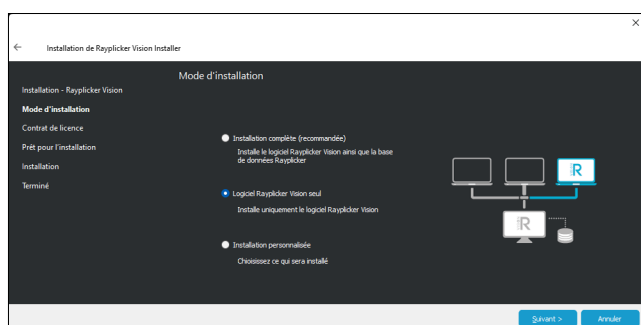 Installation de Rayplicker Vision Installer
Mode d'installation
Installation - Rayplicker Vision
Mode d'installation
Contrat de licence
Prêt pour l'installation
Installation
Terminé
Installation complète (recommandée)
Installe le logiciel Rayplicker Vision ainsi que la base
de données Rayplicker
Logiciel Rayplicker Vision seul
Installe uniquement le logiciel Rayplicker Vision
Installation personnalisée
Chioisissez ce qui sera installé
R
R
Suivant >
Annuler